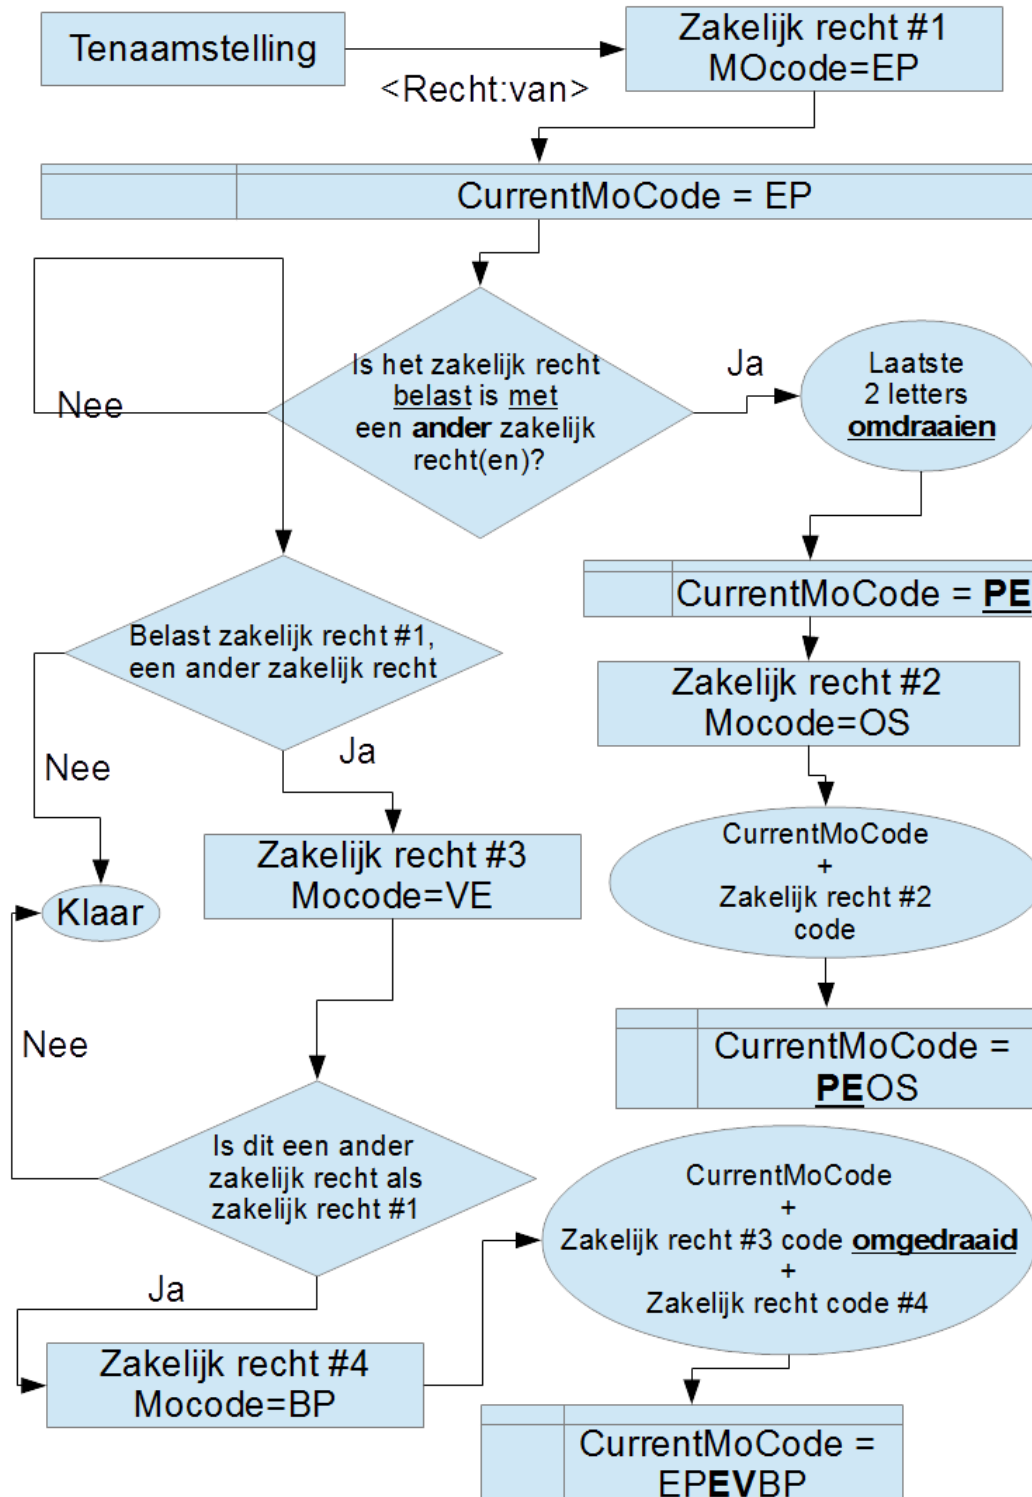 Tenaamstelling
Zakelijk recht #1
MOcode=EP
<Recht:van>
CurrentMoCode = EP
Is het zakelijk recht
belast is met
een ander zakelijk
recht(en)?
Ja
Nee
Laatste
2 letters
omdraaien
CurrentMoCode = PE
Belast zakelijk recht #1,
een ander zakelijk recht
Zakelijk recht #2
Mocode=OS
Nee
Ja
CurrentMoCode
+
Zakelijk recht #2
code
Zakelijk recht #3
Mocode=VE
Klaar
Nee
CurrentMoCode =
PEOS
Is dit een ander
zakelijk recht als
zakelijk recht #1
CurrentMoCode
+
Zakelijk recht #3 code omgedraaid
+
Zakelijk recht code #4
Ja
Zakelijk recht #4
Mocode=BP
CurrentMoCode =
EPEVBP